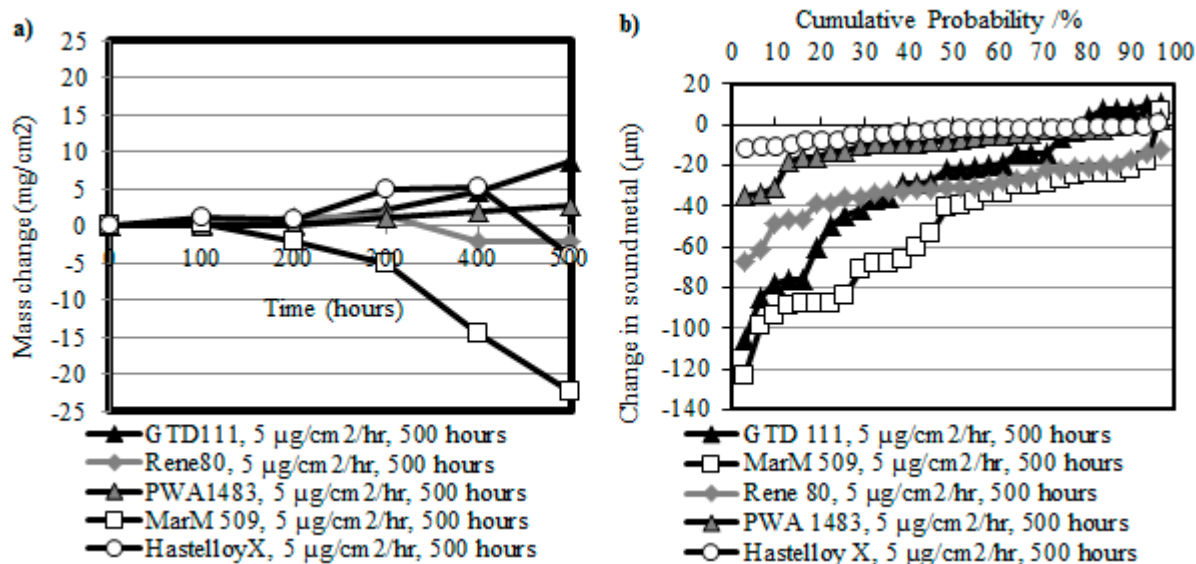 a)
Mass change (mg/cm2)
25
20
15
10
5
0
-5
-10
-15
-20
-25
0 100 200 300 400 500
Time (hours)
GTD111, 5 µg/cm2/hr, 500 hours
Rene80, 5 µg/cm2/hr, 500 hours
PWA1483, 5 µg/cm2/hr, 500 hours
MarM 509, 5 µg/cm2/hr, 500 hours
HastelloyX, 5 µg/cm2/hr, 500 hours
b)
Cumulative Probability /%
0 10 20 30 40 50 60 70 80 90 100
Change in sound metal (µm)
20
0
-20
-40
-60
-80
-100
-120
-140
GTD 111, 5 µg/cm2/hr, 500 hours
MarM 509, 5 µg/cm2/hr, 500 hours
Rene 80, 5 µg/cm2/hr, 500 hours
PWA 1483, 5 µg/cm2/hr, 500 hours
Hastelloy X, 5 µg/cm2/hr, 500 hours